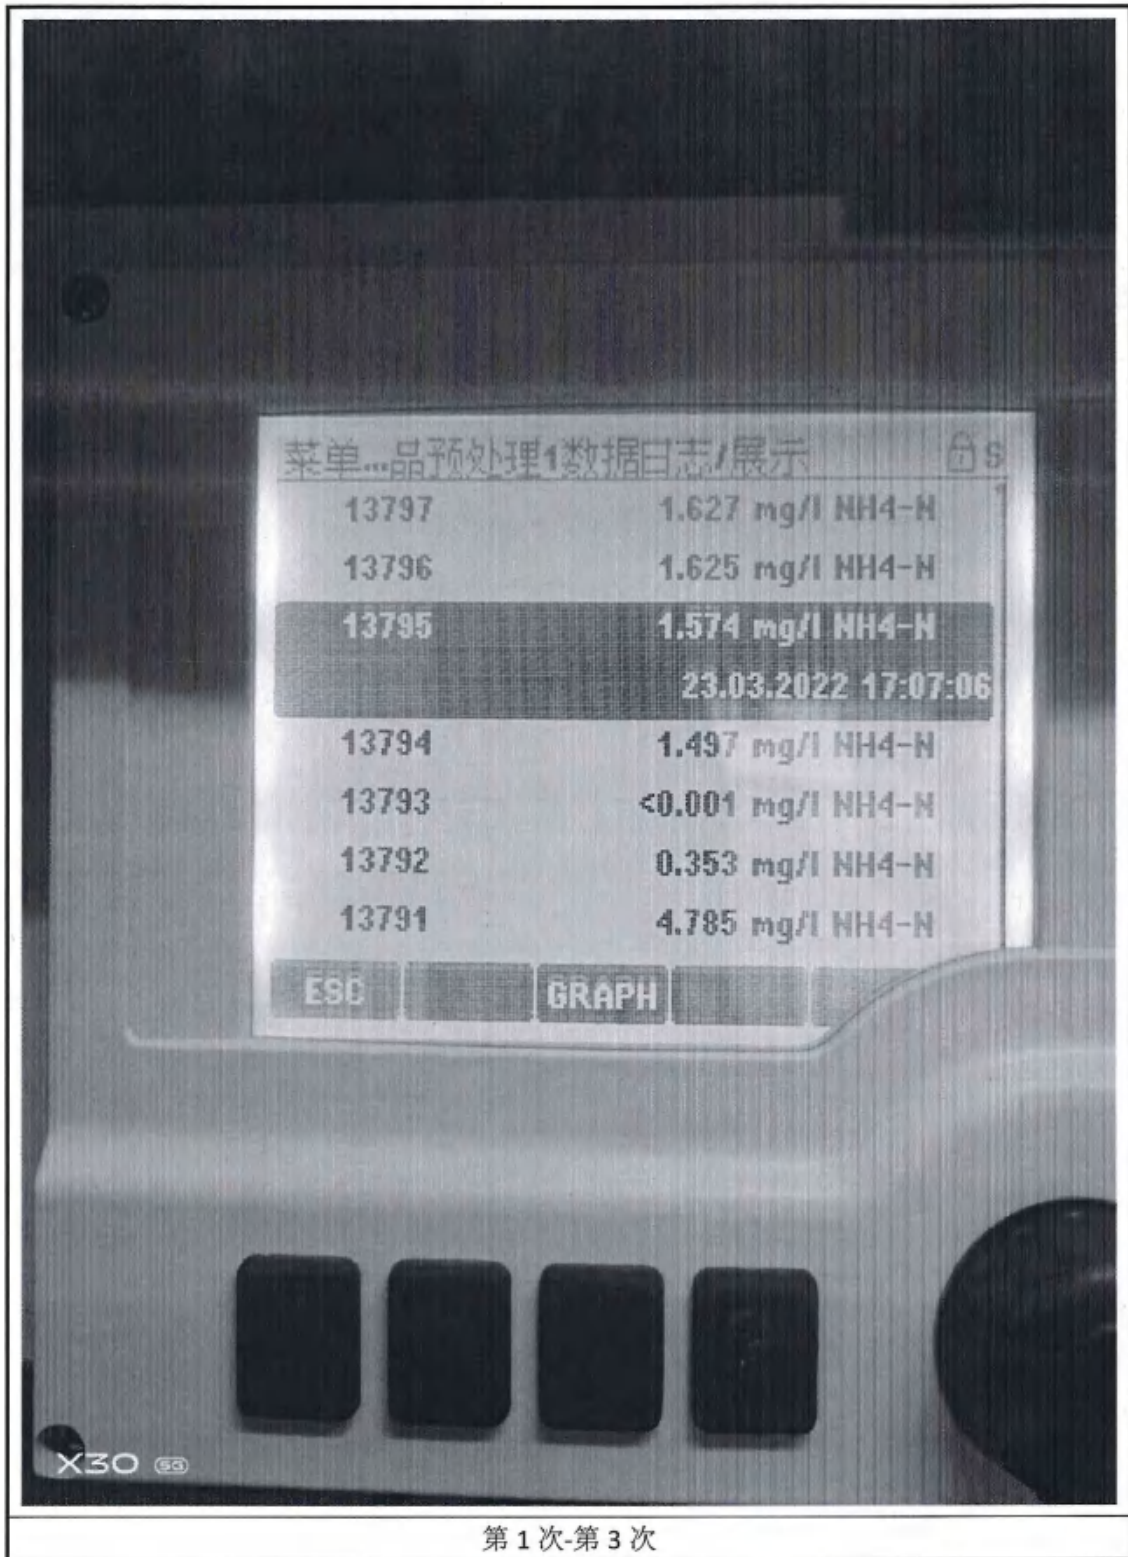 菜单...品预处理1数据日志/展示 S
13797 1.627 mg/l NH4-N
13796 1.625 mg/l NH4-N
13795 1.574 mg/l NH4-N
23.03.2022 17:07:06
13794 1.497 mg/l NH4-N
13793 <0.001 mg/l NH4-N
13792 0.353 mg/l NH4-N
13791 4.785 mg/l NH4-N
ESC GRAPH
X30 5G
第 1 次-第 3 次